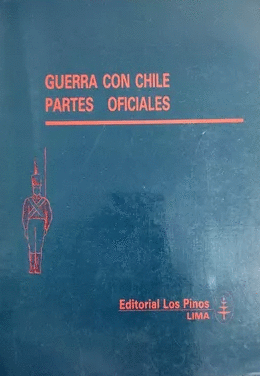 GUERRA CON CHILE
PARTES OFICIALES
Editorial Los Pinos
LIMA